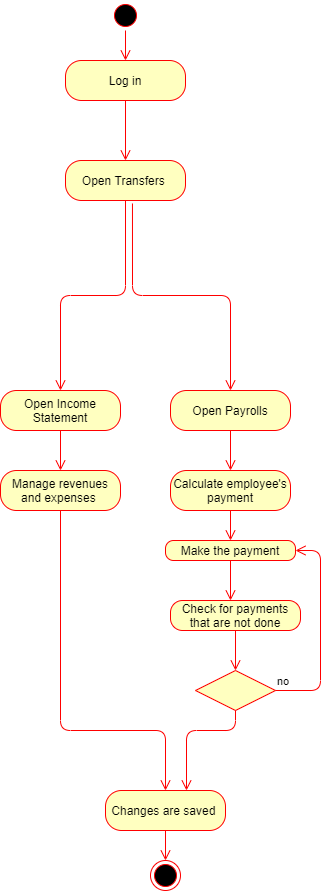 Log in
Open Transfers
Open Income
Statement
Open Payrolls
Manage revenues
and expenses
Calculate employee's
payment
Make the payment
Check for payments
that are not done
no
Changes are saved